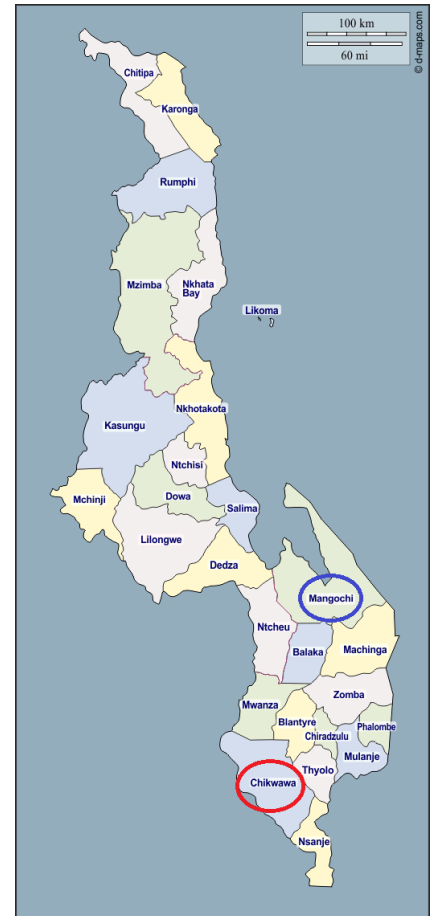 100 km
60 mi
© d-maps.com
Chitipa
Karonga
Rumphi
Mzimba
Nkhata
Bay
Likoma
Nkhotakota
Kasungu
Ntchisi
Mchinji
Dowa
Salima
Lilongwe
Dedza
Mangochi
Ntcheu
Balaka
Machinga
Zomba
Mwanza
Blantyre
Phalombe
Chiradzulu
Mulanje
Thyolo
Chikwawa
Nsanje